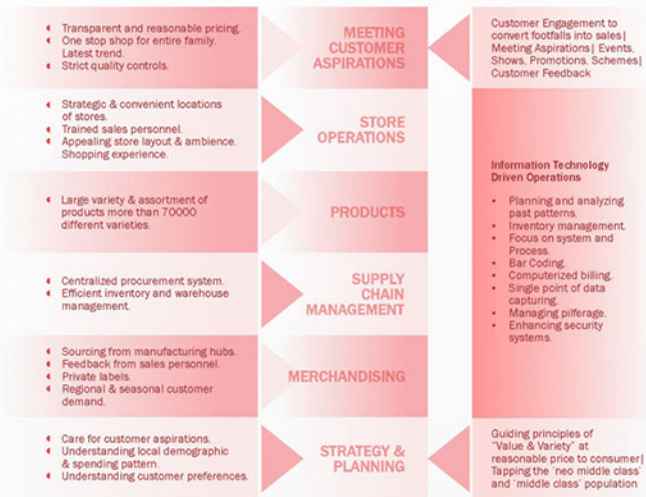 Transparent and reasonable pricing.
One stop shop for entire family.
Latest trend.
Strict quality controls.
MEETING
CUSTOMER
ASPIRATIONS
Customer Engagement to
convert footfalls into sales|
Meeting Aspirations| Events,
Shows, Promotions, Schemes|
Customer Feedback
Strategic & convenient locations
of stores.
Trained sales personnel.
Appealing store layout & ambience.
Shopping experience.
STORE
OPERATIONS
Large variety & assortment of
products more than 70000
different varieties.
PRODUCTS
Centralized procurement system.
Efficient inventory and warehouse
management.
SUPPLY
CHAIN
MANAGEMENT
Sourcing from manufacturing hubs.
Feedback from sales personnel.
Private labels.
Regional & seasonal customer
demand.
MERCHANDISING
Information Technology
Driven Operations
Planning and analyzing
past patterns.
Inventory management.
Focus on system and
Process.
Bar Coding.
Computerized billing.
Single point of data
capturing.
Managing pilferage.
Enhancing security
systems.
Care for customer aspirations.
Understanding local demographic
& spending pattern.
Understanding customer preferences.
STRATEGY &
PLANNING
Guiding principles of
"Value & Variety" at
reasonable price to consumer|
Tapping the 'neo middle class'
and 'middle class' population